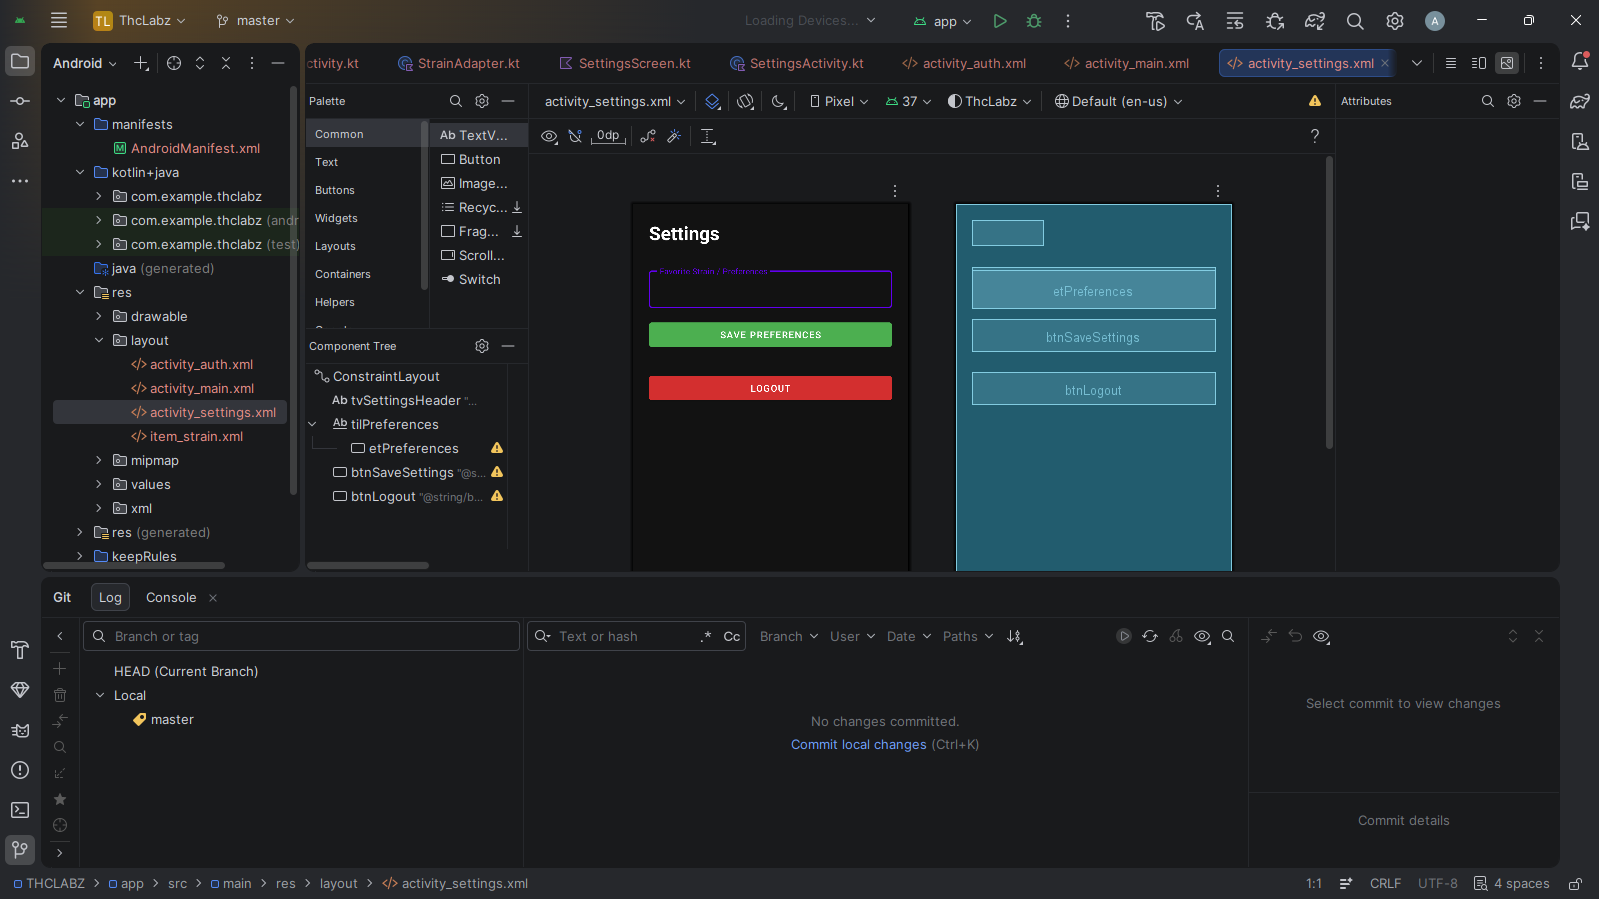 TL ThcLabz master Loading Devices... app A
ctivity.kt StrainAdapter.kt SettingsScreen.kt SettingsActivity.kt activity_auth.xml activity_main.xml activity_settings.xml
Android
app
manifests
AndroidManifest.xml
kotlin+java
com.example.thclabz
com.example.thclabz (andr
com.example.thclabz (test)
java (generated)
res
drawable
layout
activity_auth.xml
activity_main.xml
activity_settings.xml
item_strain.xml
mipmap
values
xml
res (generated)
keepRules
Palette
Common
Text
Buttons
Widgets
Layouts
Containers
Helpers
Ab TextV...
Button
Image...
Recyc...
Frag...
Scroll...
Switch
Component Tree
ConstraintLayout
Ab tvSettingsHeader "...
Ab tilPreferences
etPreferences
btnSaveSettings "@s...
btnLogout "@string/b...
activity_settings.xml Pixel 37 ThcLabz Default (en-us)
0dp ?
Settings
Favorite Strain / Preferences
SAVE PREFERENCES
LOGOUT
etPreferences
btnSaveSettings
btnLogout
Attributes
Git Log Console
Branch or tag
HEAD (Current Branch)
Local
master
Text or hash .* Cc Branch User Date Paths
No changes committed.
Commit local changes (Ctrl+K)
Select commit to view changes
Commit details
THCLABZ > app > src > main > res > layout > activity_settings.xml 1:1 CRLF UTF-8 4 spaces